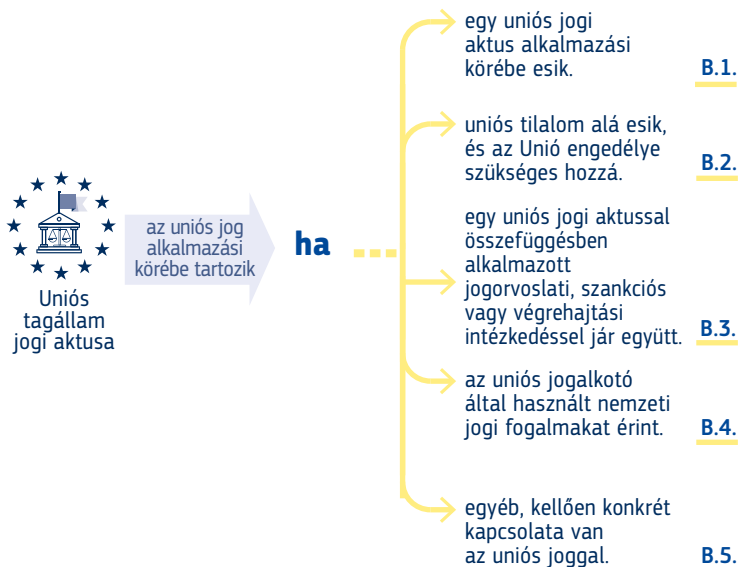 egy uniós jogi
aktus alkalmazási
körébe esik.
B.1.
uniós tilalom alá esik,
és az Unió engedélye
szükséges hozzá.
B.2.
Uniós
tagállam
jogi aktusa
az uniós jog
alkalmazási
körébe tartozik
ha
egy uniós jogi aktussal
összefüggésben
alkalmazott
jogorvoslati, szankciós
vagy végrehajtási
intézkedéssel jár együtt.
B.3.
az uniós jogalkotó
által használt nemzeti
jogi fogalmakat érint.
B.4.
egyéb, kellően konkrét
kapcsolata van
az uniós joggal.
B.5.